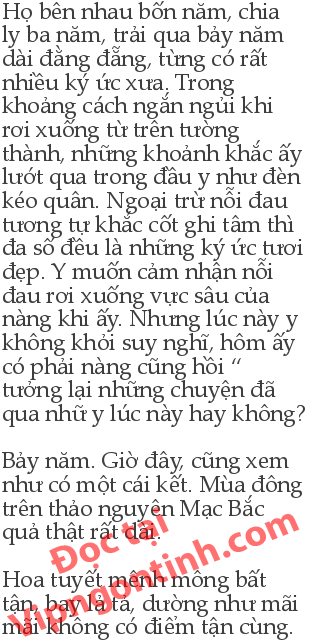 Họ bên nhau bốn năm, chia
ly ba năm, trải qua bảy năm
dài đằng đẵng, từng có rất
nhiều ký ức xưa. Trong
khoảng cách ngắn ngủi khi
rơi xuống từ trên tường
thành, những khoảnh khắc ấy
lướt qua trong đầu y như đèn
kéo quân. Ngoại trừ nỗi đau
tương tự khắc cốt ghi tâm thì
đa số đều là những ký ức tươi
đẹp. Y muốn cảm nhận nỗi
đau rơi xuống vực sâu của
nàng khi ấy. Nhưng lúc này y
không khỏi suy nghĩ, hôm ấy
có phải nàng cũng hồi “
tưởng lại những chuyện đã
qua nhữ y lúc này hay không?
Bảy năm. Giờ đây, cũng xem
như có một cái kết. Mùa đông
trên thảo nguyên Mạc Bắc
quả thật rất dài.
Hoa tuyết mênh mông bất
tận, bay lả tả, dường như mãi
mãi không có điểm tận cùng.
Đọc tại
Vipngontinh.com